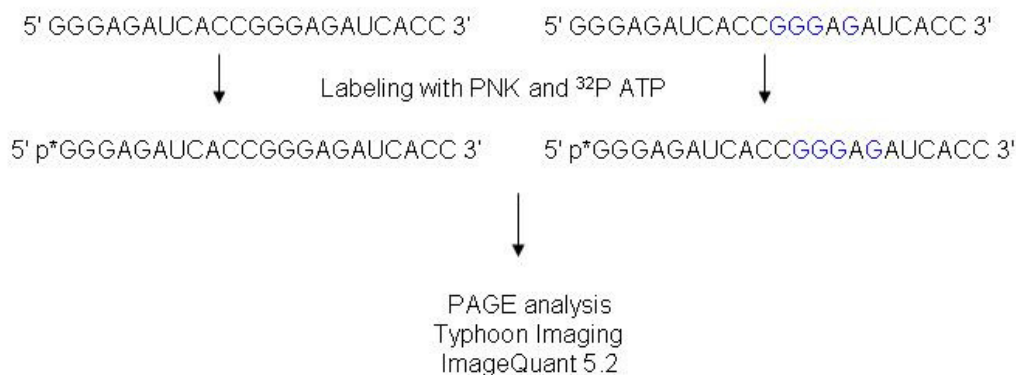 5' GGGAGAUCACCGGGAGAUCACC 3' 5' GGGAGAUCACCGGGAGAUCACC 3'
Labeling with PNK and ³²P ATP
5' p*GGGAGAUCACCGGGAGAUCACC 3' 5' p*GGGAGAUCACCGGGAGAUCACC 3'
PAGE analysis
Typhoon Imaging
ImageQuant 5.2